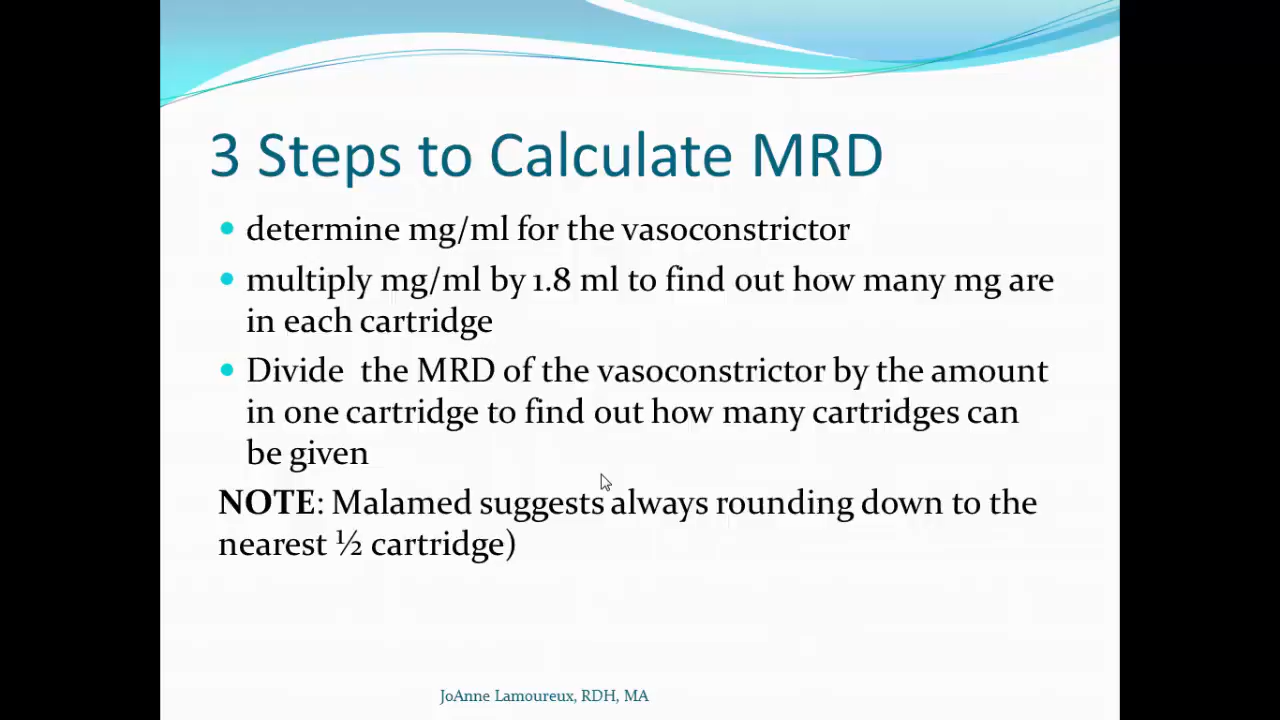 3 Steps to Calculate MRD
determine mg/ml for the vasoconstrictor
multiply mg/ml by 1.8 ml to find out how many mg are
in each cartridge
Divide the MRD of the vasoconstrictor by the amount
in one cartridge to find out how many cartridges can
be given
NOTE: Malamed suggests always rounding down to the
nearest ½ cartridge)
JoAnne Lamoureux, RDH, MA